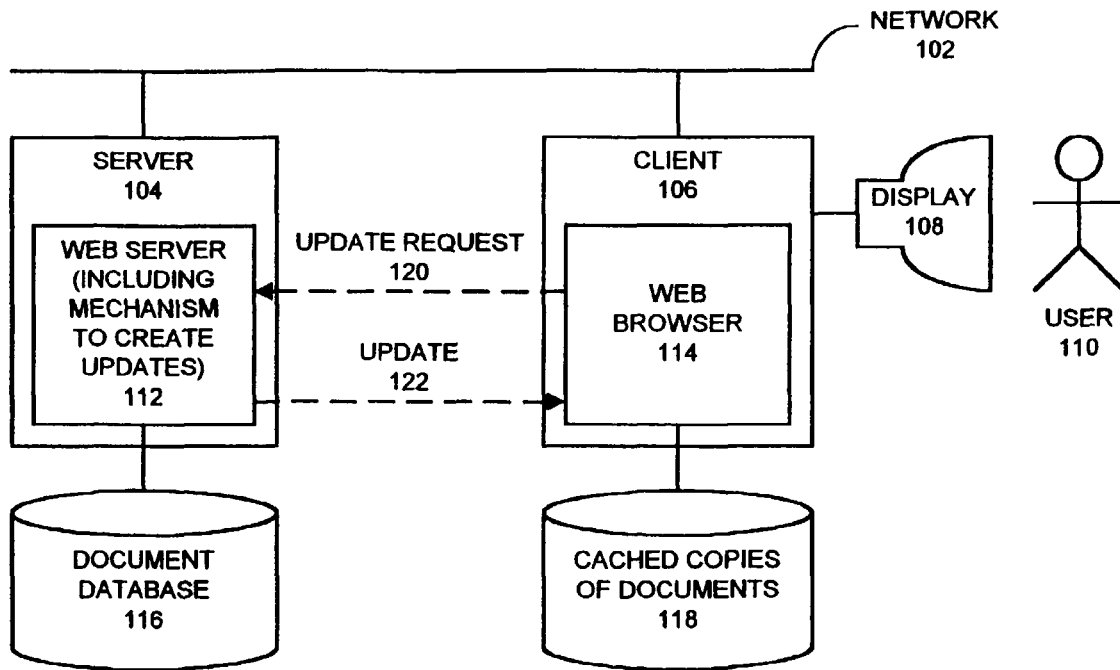 NETWORK
102
SERVER
104
CLIENT
106
DISPLAY
108
WEB SERVER
(INCLUDING
MECHANISM
TO CREATE
UPDATES)
112
UPDATE REQUEST
120
UPDATE
122
WEB
BROWSER
114
USER
110
DOCUMENT
DATABASE
116
CACHED COPIES
OF DOCUMENTS
118